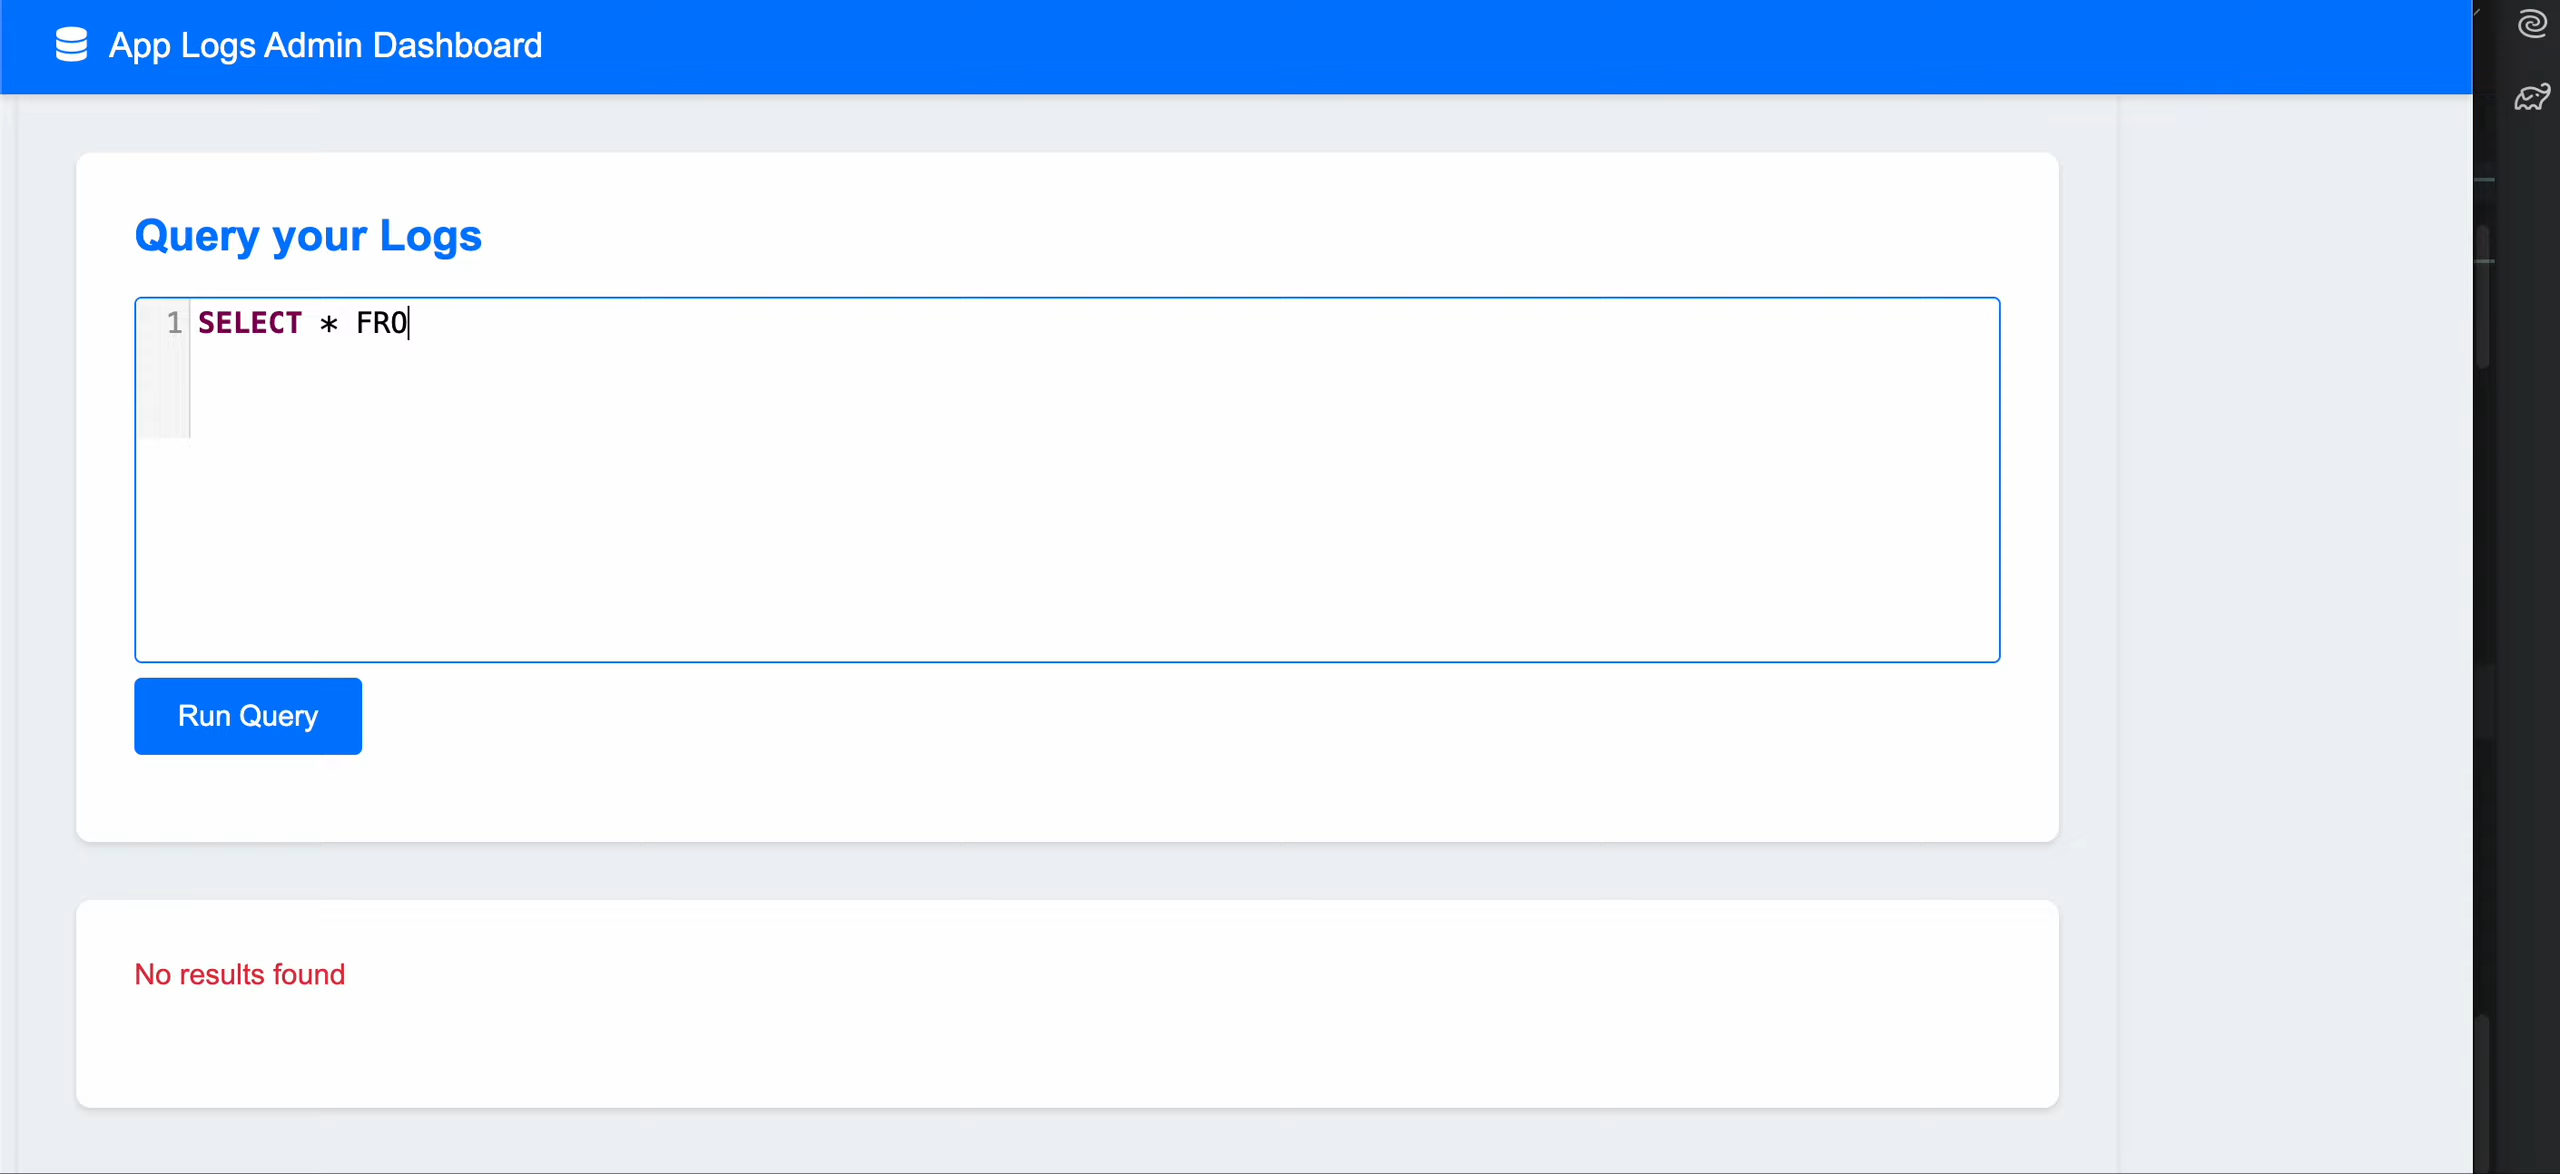 App Logs Admin Dashboard
Query your Logs
1 SELECT * FRO
Run Query
No results found